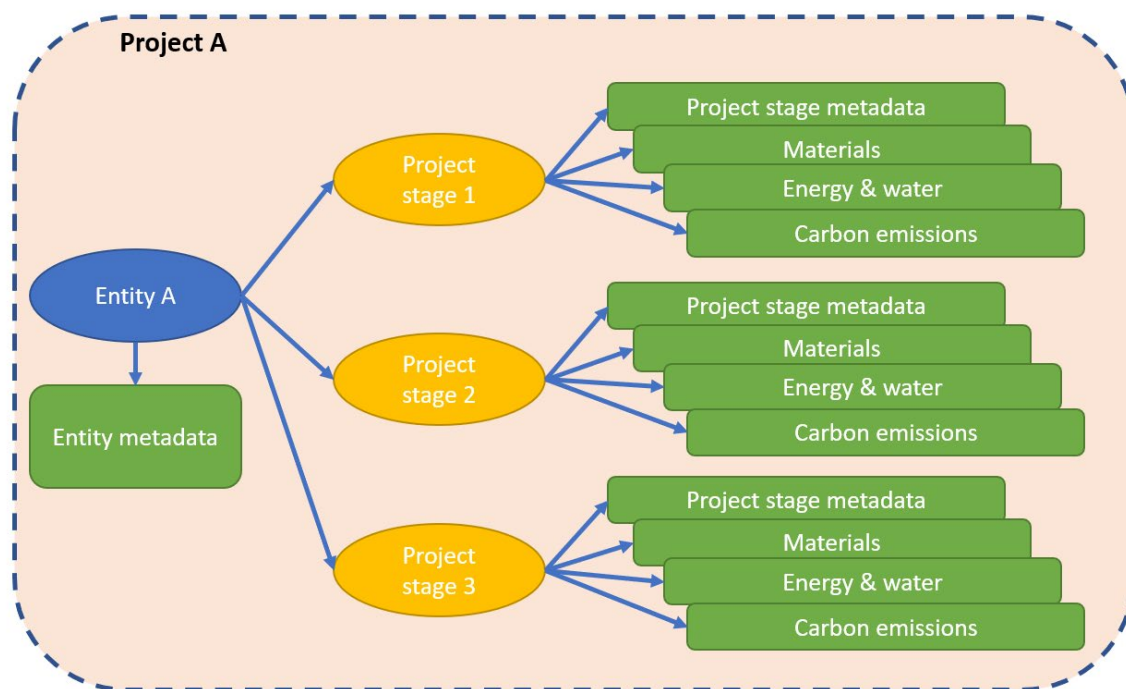 Project A
Entity A
Entity metadata
Project
stage 1
Project stage metadata
Materials
Energy & water
Carbon emissions
Project
stage 2
Project stage metadata
Materials
Energy & water
Carbon emissions
Project
stage 3
Project stage metadata
Materials
Energy & water
Carbon emissions